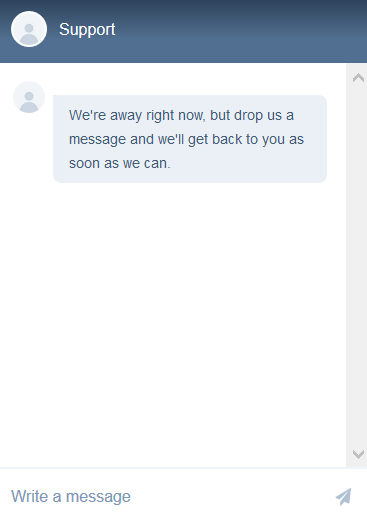 Support
We're away right now, but drop us a
message and we'll get back to you as
soon as we can.
Write a message